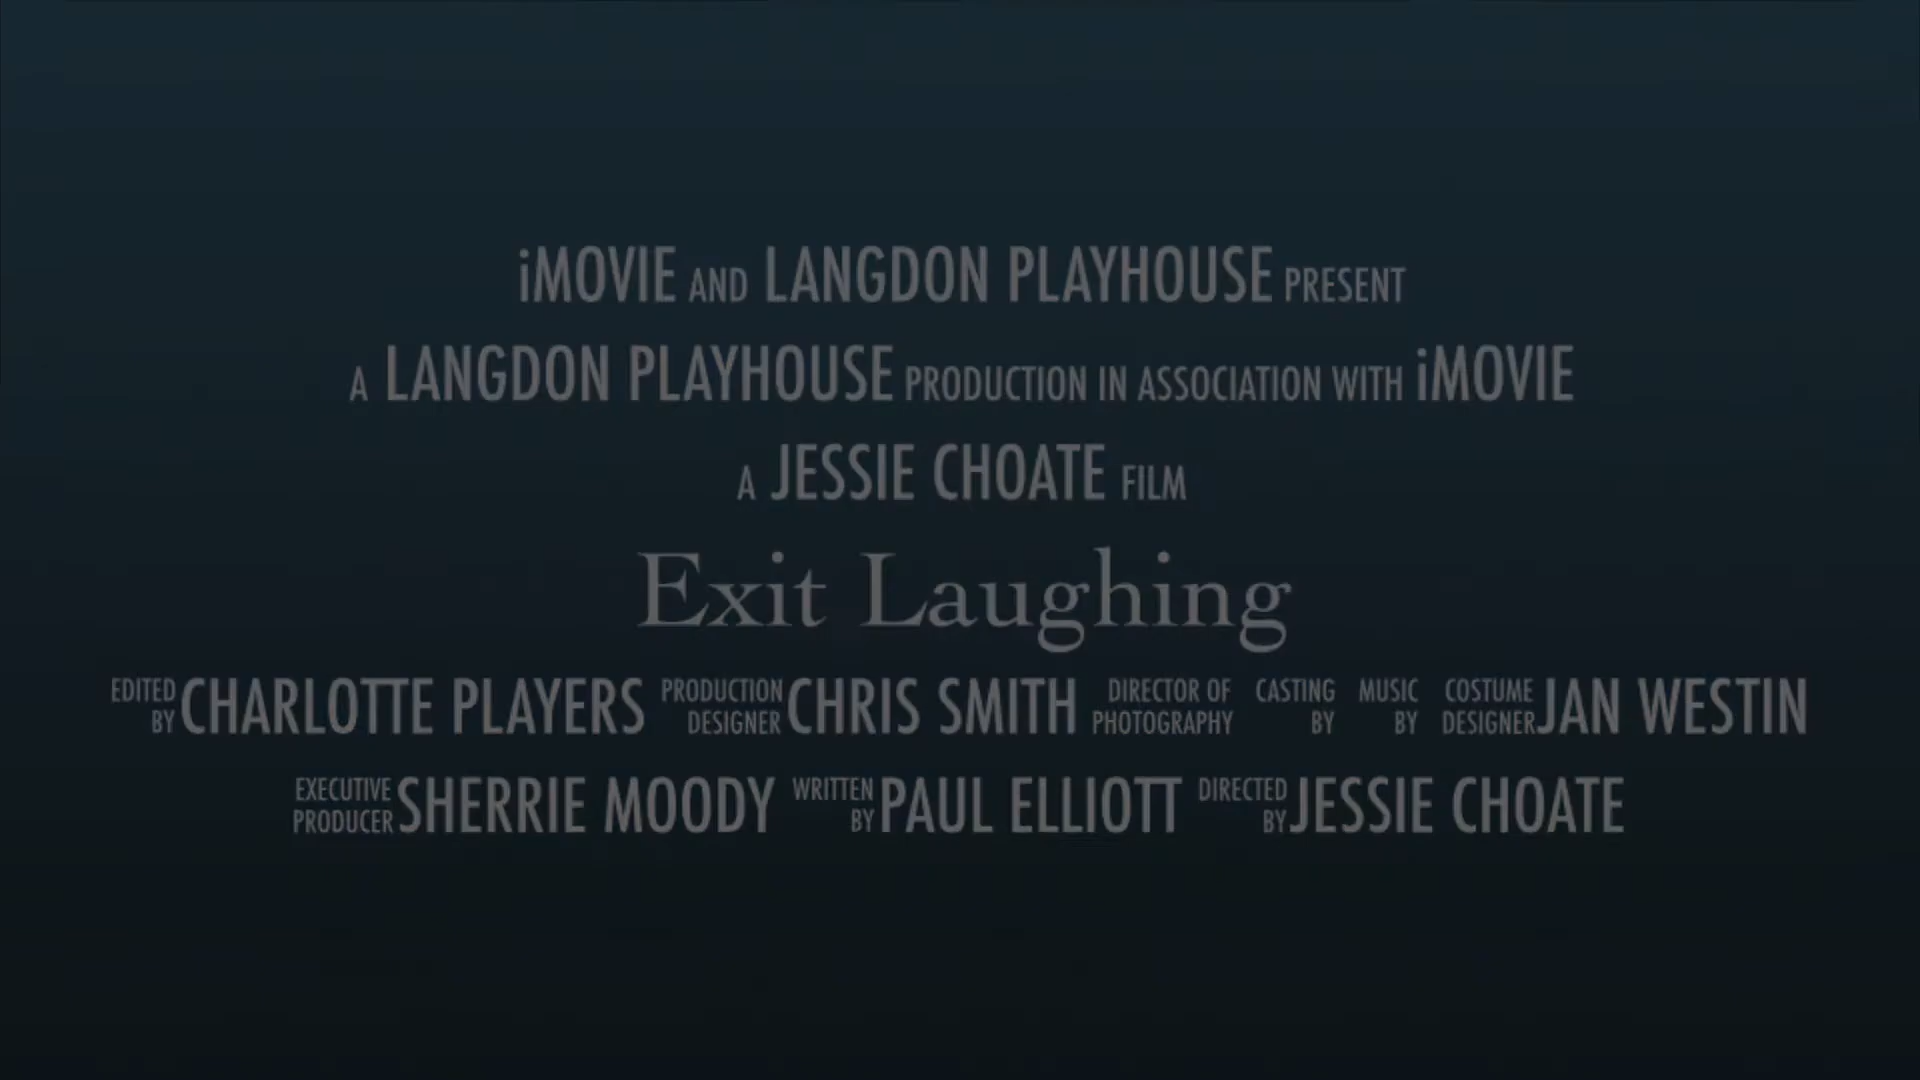 iMOVIE AND LANGDON PLAYHOUSE PRESENT
A LANGDON PLAYHOUSE PRODUCTION IN ASSOCIATION WITH iMOVIE
A JESSIE CHOATE FILM
Exit Laughing
EDITED BY CHARLOTTE PLAYERS PRODUCTION DESIGNER CHRIS SMITH DIRECTOR OF PHOTOGRAPHY CASTING BY MUSIC BY COSTUME DESIGNER JAN WESTIN
EXECUTIVE PRODUCER SHERRIE MOODY WRITTEN BY PAUL ELLIOTT DIRECTED BY JESSIE CHOATE